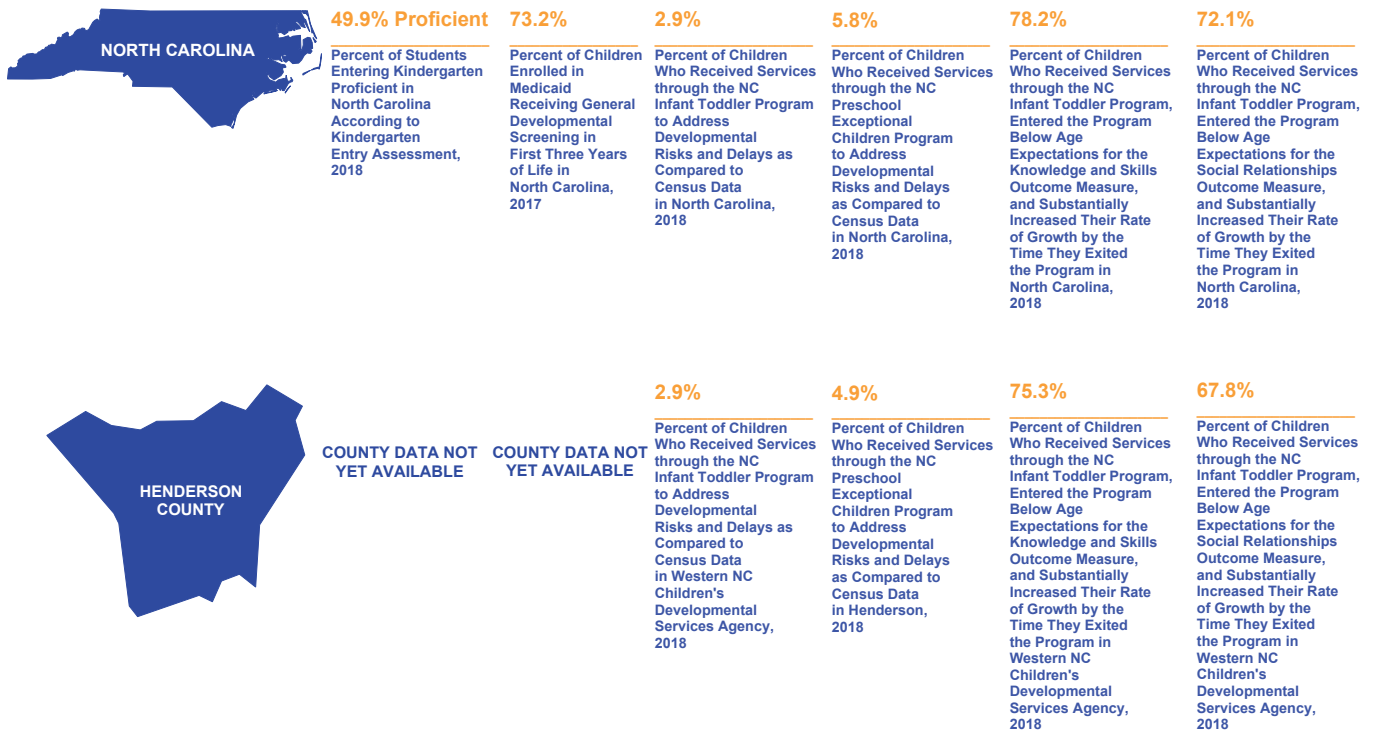 NORTH CAROLINA
49.9% Proficient
Percent of Students
Entering Kindergarten
Proficient in
North Carolina
According to
Kindergarten
Entry Assessment,
2018
73.2%
Percent of Children
Enrolled in
Medicaid
Receiving General
Developmental
Screening in
First Three Years
of Life in
North Carolina,
2017
2.9%
Percent of Children
Who Received Services
through the NC
Infant Toddler Program
to Address
Developmental
Risks and Delays as
Compared to
Census Data
in North Carolina,
2018
5.8%
Percent of Children
Who Received Services
through the NC
Preschool
Exceptional
Children Program
to Address
Developmental
Risks and Delays
as Compared to
Census Data
in North Carolina,
2018
78.2%
Percent of Children
Who Received Services
through the NC
Infant Toddler Program,
Entered the Program
Below Age
Expectations for the
Knowledge and Skills
Outcome Measure,
and Substantially
Increased Their Rate
of Growth by the
Time They Exited
the Program in
North Carolina,
2018
72.1%
Percent of Children
Who Received Services
through the NC
Infant Toddler Program,
Entered the Program
Below Age
Expectations for the
Social Relationships
Outcome Measure,
and Substantially
Increased Their Rate
of Growth by the
Time They Exited
the Program in
North Carolina,
2018
HENDERSON
COUNTY
COUNTY DATA NOT
YET AVAILABLE
COUNTY DATA NOT
YET AVAILABLE
2.9%
Percent of Children
Who Received Services
through the NC
Infant Toddler Program
to Address
Developmental
Risks and Delays as
Compared to
Census Data
in Western NC
Children's
Developmental
Services Agency,
2018
4.9%
Percent of Children
Who Received Services
through the NC
Preschool
Exceptional
Children Program
to Address
Developmental
Risks and Delays
as Compared to
Census Data
in Henderson,
2018
75.3%
Percent of Children
Who Received Services
through the NC
Infant Toddler Program,
Entered the Program
Below Age
Expectations for the
Knowledge and Skills
Outcome Measure,
and Substantially
Increased Their Rate
of Growth by the
Time They Exited
the Program in
Western NC
Children's
Developmental
Services Agency,
2018
67.8%
Percent of Children
Who Received Services
through the NC
Infant Toddler Program,
Entered the Program
Below Age
Expectations for the
Social Relationships
Outcome Measure,
and Substantially
Increased Their Rate
of Growth by the
Time They Exited
the Program in
Western NC
Children's
Developmental
Services Agency,
2018